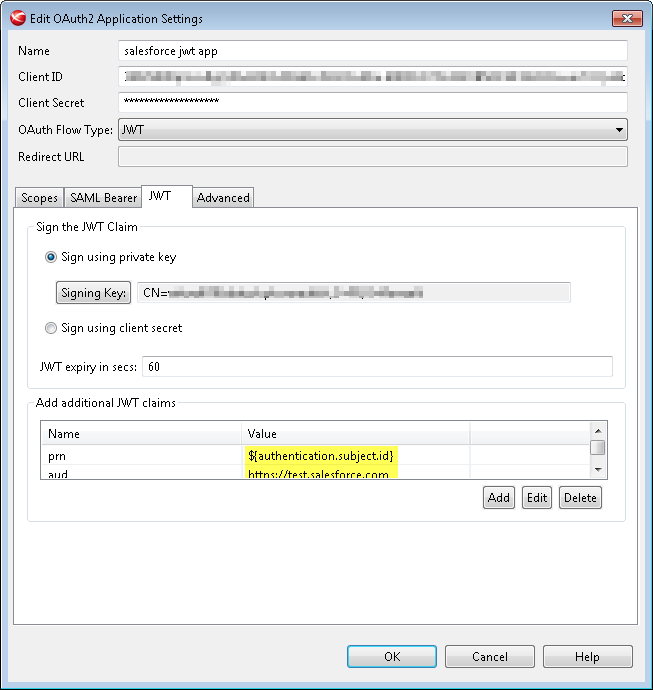 Edit OAuth2 Application Settings
Name salesforce jwt app
Client ID
Client Secret *******************
OAuth Flow Type: JWT
Redirect URL
Scopes SAML Bearer JWT Advanced
Sign the JWT Claim
Sign using private key
Signing Key: CN=
Sign using client secret
JWT expiry in secs: 60
Add additional JWT claims
Name Value
prn ${authentication.subject.id}
aud https://test.salesforce.com
Add Edit Delete
OK Cancel Help